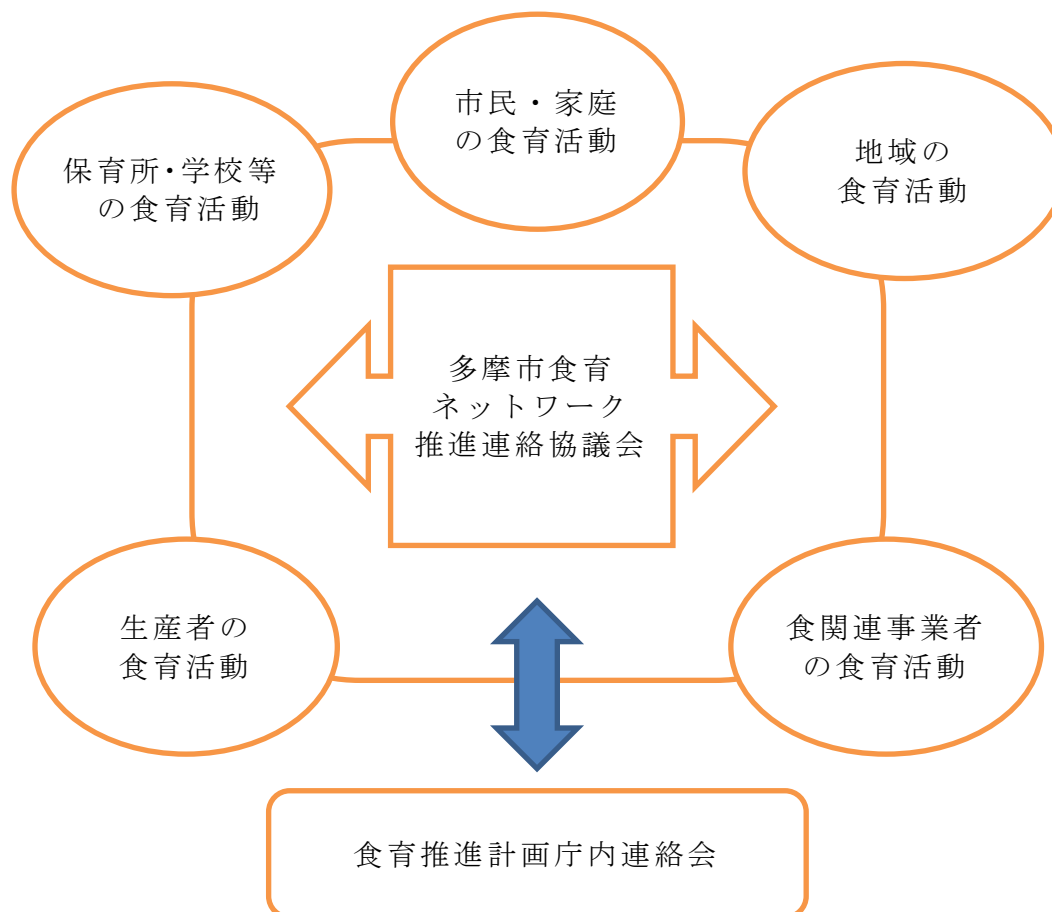 市民・家庭
の食育活動
保育所・学校等
の食育活動
地域の
食育活動
多摩市食育
ネットワーク
推進連絡協議会
生産者の
食育活動
食関連事業者
の食育活動
食育推進計画庁内連絡会